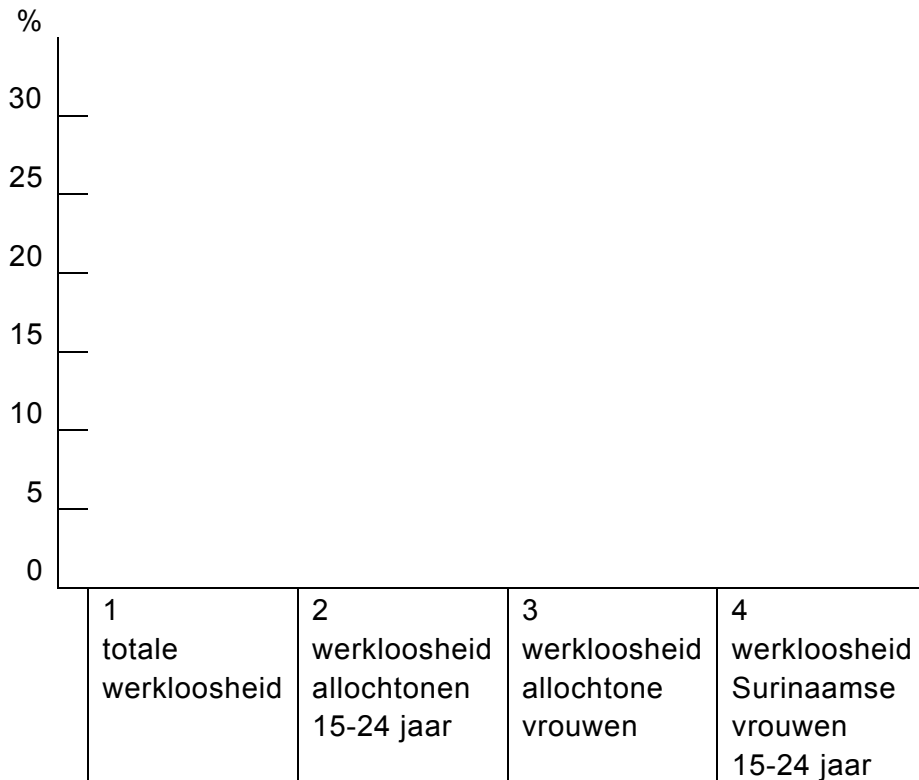 %
30
25
20
15
10
5
0
1
totale
werkloosheid
2
werkloosheid
allochtonen
15-24 jaar
3
werkloosheid
allochtone
vrouwen
4
werkloosheid
Surinaamse
vrouwen
15-24 jaar